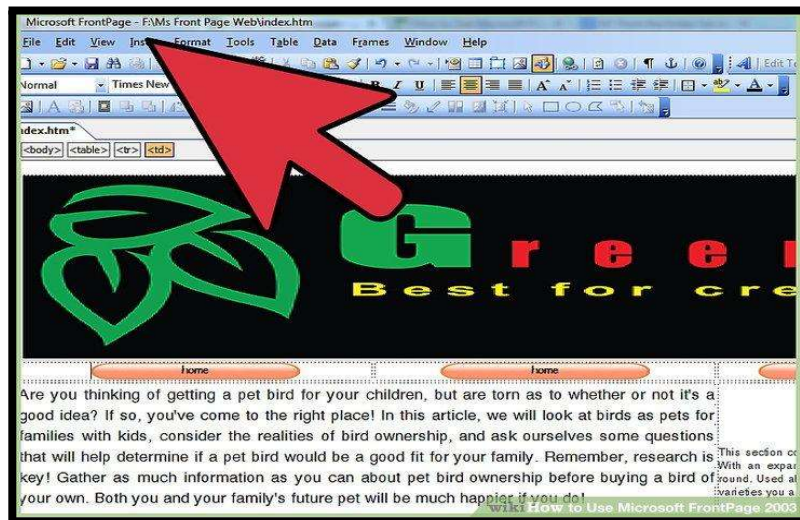 Microsoft FrontPage - F:\Ms Front Page Web\index.htm
File Edit View Format Tools Table Data Frames Window Help
Normal Times New
ndex.htm*
<body> <table> <tr> <td>
Green
Best for cre
home home
Are you thinking of getting a pet bird for your children, but are torn as to whether or not it's a
good idea? If so, you've come to the right place! In this article, we will look at birds as pets for
families with kids, consider the realities of bird ownership, and ask ourselves some questions
that will help determine if a pet bird would be a good fit for your family. Remember, research is
key! Gather as much information as you can about pet bird ownership before buying a bird of
your own. Both you and your family's future pet will be much happier if you do!
This section co
With an expan
round. Used al
varieties you a
wiki How to Use Microsoft FrontPage 2003